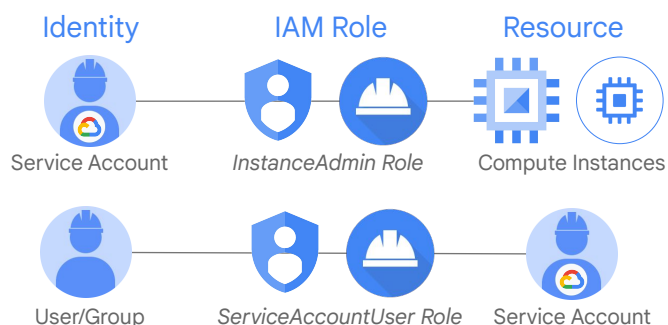 Identity IAM Role Resource
Service Account InstanceAdmin Role Compute Instances
User/Group ServiceAccountUser Role Service Account